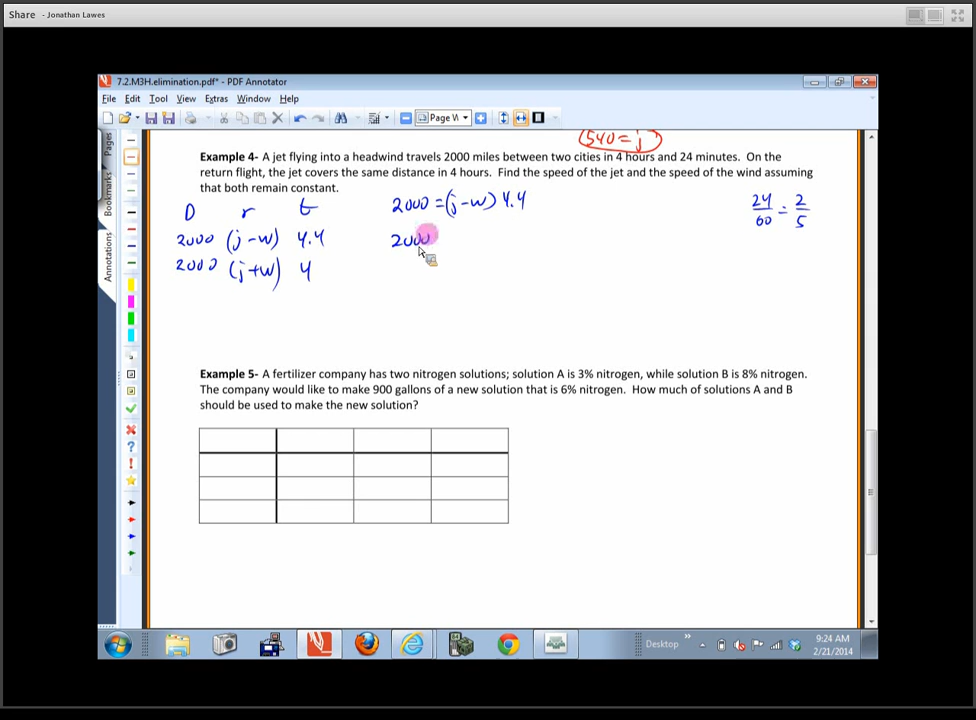 Share - Jonathan Lawes
7.2.M3H.elimination.pdf* - PDF Annotator
File Edit Tool View Extras Window Help
Page W
Pages
Bookmarks
Annotations
540 = j
Example 4- A jet flying into a headwind travels 2000 miles between two cities in 4 hours and 24 minutes. On the
return flight, the jet covers the same distance in 4 hours. Find the speed of the jet and the speed of the wind assuming
that both remain constant.
D r t
2000 (j-w) 4.4
2000 (j+w) 4
2000 = (j-w) 4.4
2000
24/60 = 2/5
Example 5- A fertilizer company has two nitrogen solutions; solution A is 3% nitrogen, while solution B is 8% nitrogen.
The company would like to make 900 gallons of a new solution that is 6% nitrogen. How much of solutions A and B
should be used to make the new solution?
Desktop
9:24 AM
2/21/2014